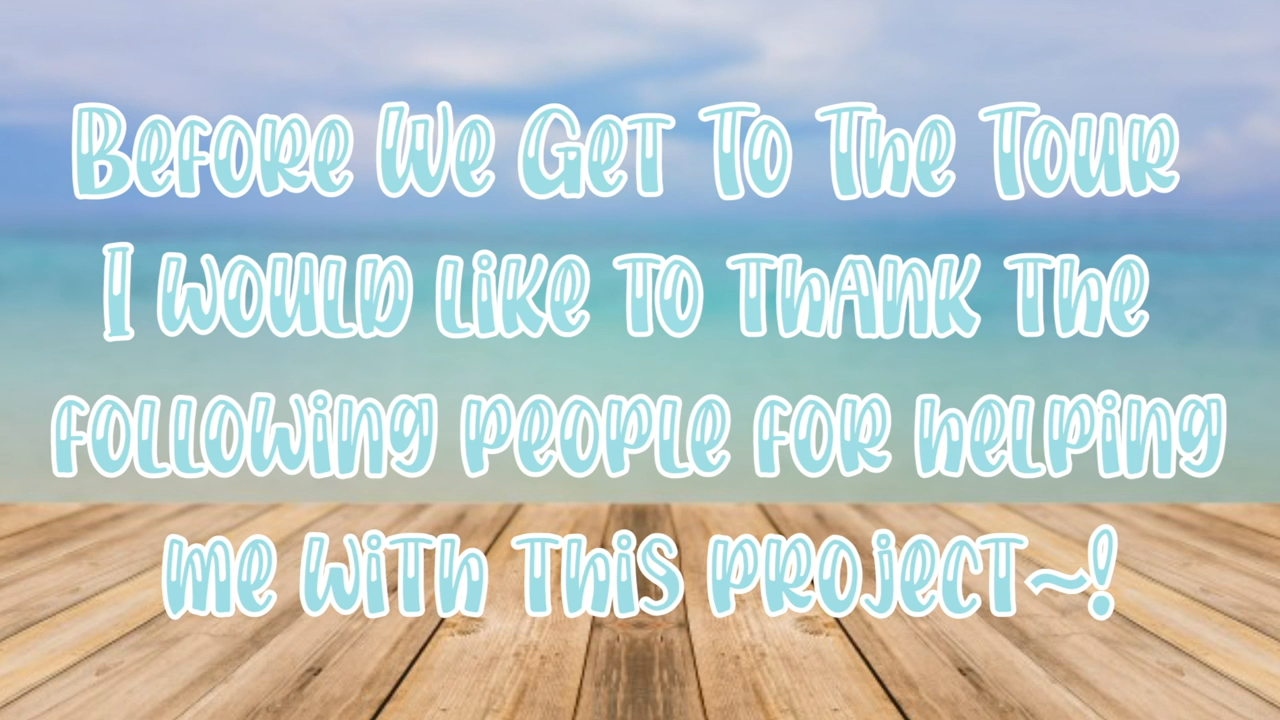 Before We Get To The Tour
I would like to thank the
following people for helping
me with this project~!